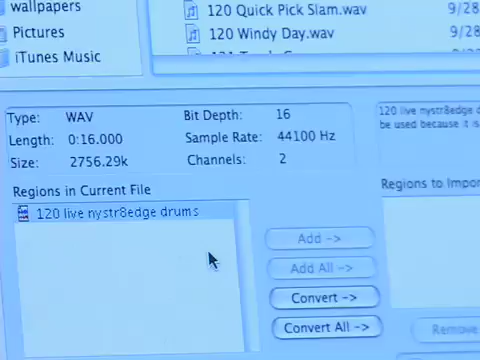 wallpapers
Pictures
iTunes Music
120 Quick Pick Slam.wav 9/28
120 Windy Day.wav 9/28
Type: WAV
Length: 0:16.000
Size: 2756.29k
Bit Depth: 16
Sample Rate: 44100 Hz
Channels: 2
120 live nystr8edge d
be used because it is
Regions in Current File
120 live nystr8edge drums
Add ->
Add All ->
Convert ->
Convert All ->
Regions to Impor
Remove